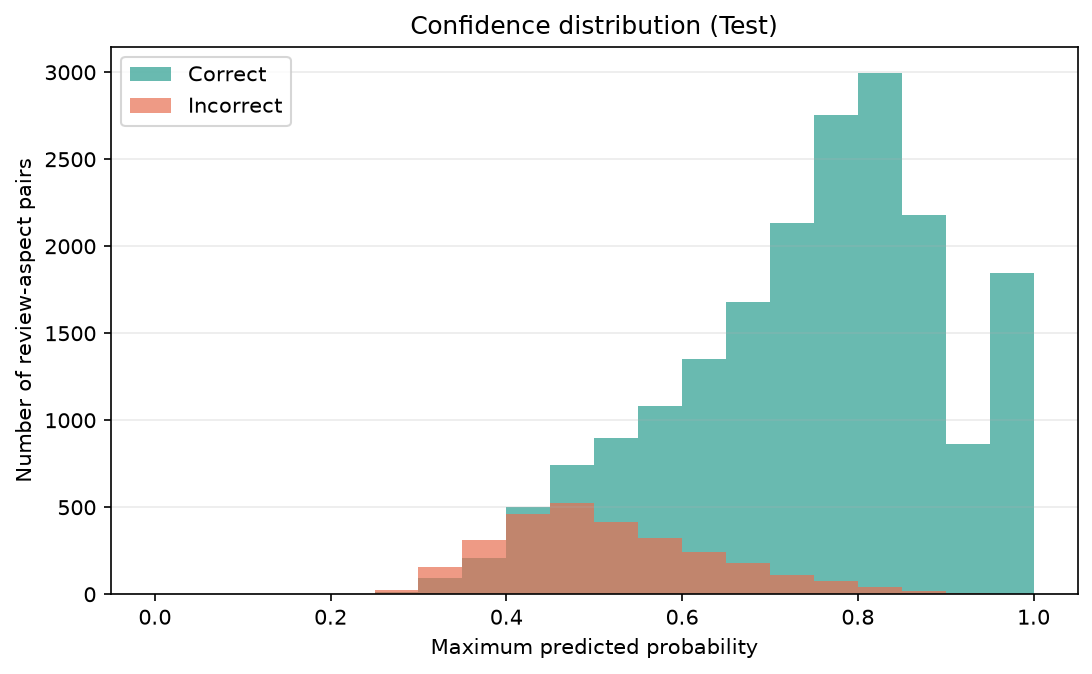 Confidence distribution (Test)
Correct
Incorrect
Number of review-aspect pairs
3000
2500
2000
1500
1000
500
0
0.0 0.2 0.4 0.6 0.8 1.0
Maximum predicted probability